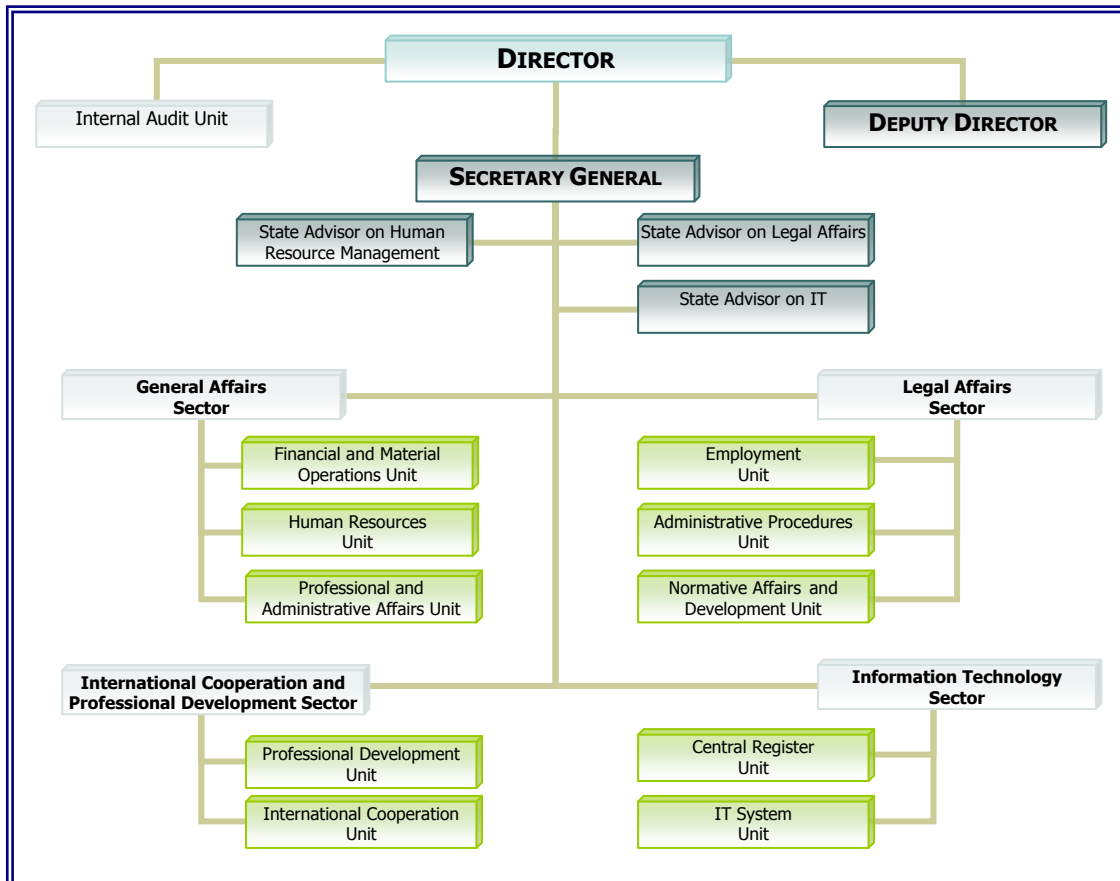 DIRECTOR
Internal Audit Unit
DEPUTY DIRECTOR
SECRETARY GENERAL
State Advisor on Human
Resource Management
State Advisor on Legal Affairs
State Advisor on IT
General Affairs
Sector
Legal Affairs
Sector
Financial and Material
Operations Unit
Employment
Unit
Human Resources
Unit
Administrative Procedures
Unit
Professional and
Administrative Affairs Unit
Normative Affairs and
Development Unit
International Cooperation and
Professional Development Sector
Information Technology
Sector
Professional Development
Unit
Central Register
Unit
International Cooperation
Unit
IT System
Unit